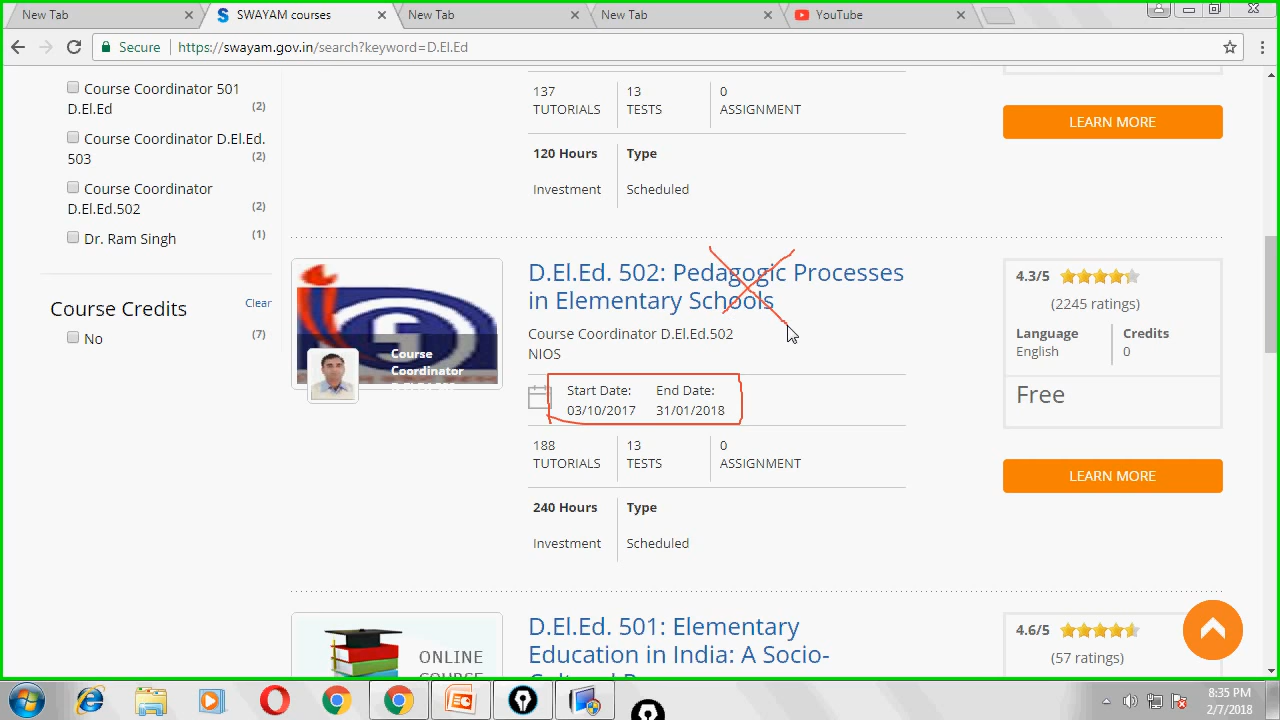 New Tab
SWAYAM courses
New Tab
New Tab
YouTube
Secure
https://swayam.gov.in/search?keyword=D.El.Ed
Course Coordinator 501
D.El.Ed
(2)
Course Coordinator D.El.Ed.
503
(2)
Course Coordinator
D.El.Ed.502
(2)
Dr. Ram Singh
(1)
Course Credits
Clear
No
(7)
137
TUTORIALS
13
TESTS
0
ASSIGNMENT
120 Hours
Type
Investment
Scheduled
LEARN MORE
Course
Coordinator
D.El.Ed. 502: Pedagogic Processes
in Elementary Schools
Course Coordinator D.El.Ed.502
NIOS
Start Date:
03/10/2017
End Date:
31/01/2018
188
TUTORIALS
13
TESTS
0
ASSIGNMENT
240 Hours
Type
Investment
Scheduled
4.3/5
(2245 ratings)
Language
English
Credits
0
Free
LEARN MORE
ONLINE
D.El.Ed. 501: Elementary
Education in India: A Socio-
4.6/5
(57 ratings)
8:35 PM
2/7/2018